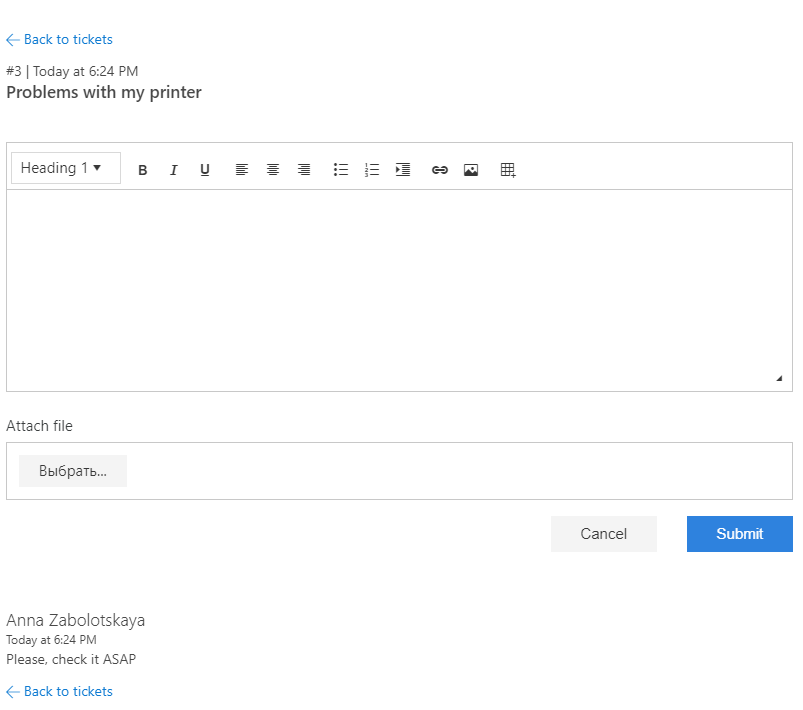 Back to tickets
#3 | Today at 6:24 PM
Problems with my printer
Heading 1 B I U
Attach file
Выбрать...
Cancel Submit
Anna Zabolotskaya
Today at 6:24 PM
Please, check it ASAP
Back to tickets